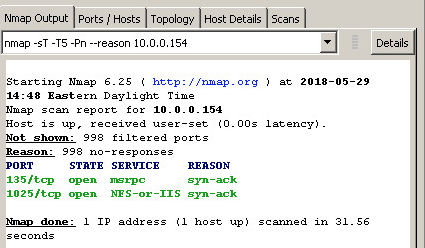 Nmap Output Ports / Hosts Topology Host Details Scans
nmap -sT -T5 -Pn --reason 10.0.0.154 Details
Starting Nmap 6.25 ( http://nmap.org ) at 2018-05-29
14:48 Eastern Daylight Time
Nmap scan report for 10.0.0.154
Host is up, received user-set (0.00s latency).
Not shown: 998 filtered ports
Reason: 998 no-responses
PORT STATE SERVICE REASON
135/tcp open msrpc syn-ack
1025/tcp open NFS-or-IIS syn-ack
Nmap done: 1 IP address (1 host up) scanned in 31.56
seconds